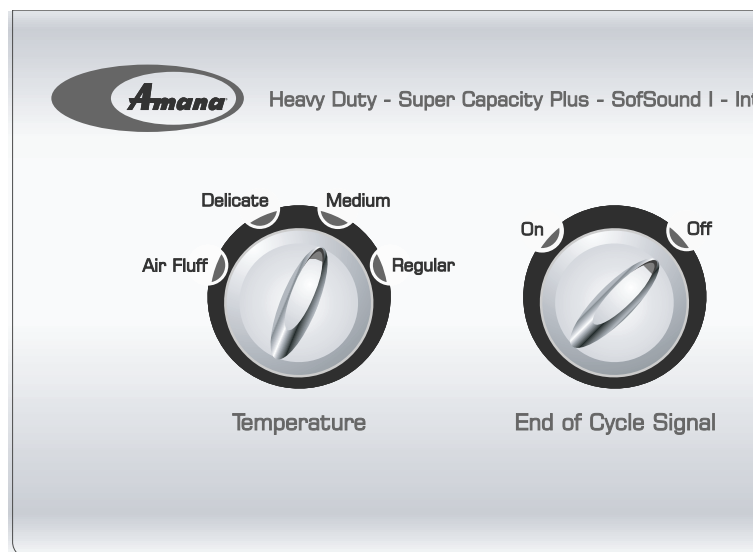 Amana
Heavy Duty - Super Capacity Plus - SofSound I - Int
Delicate
Medium
Air Fluff
Regular
On
Off
Temperature
End of Cycle Signal